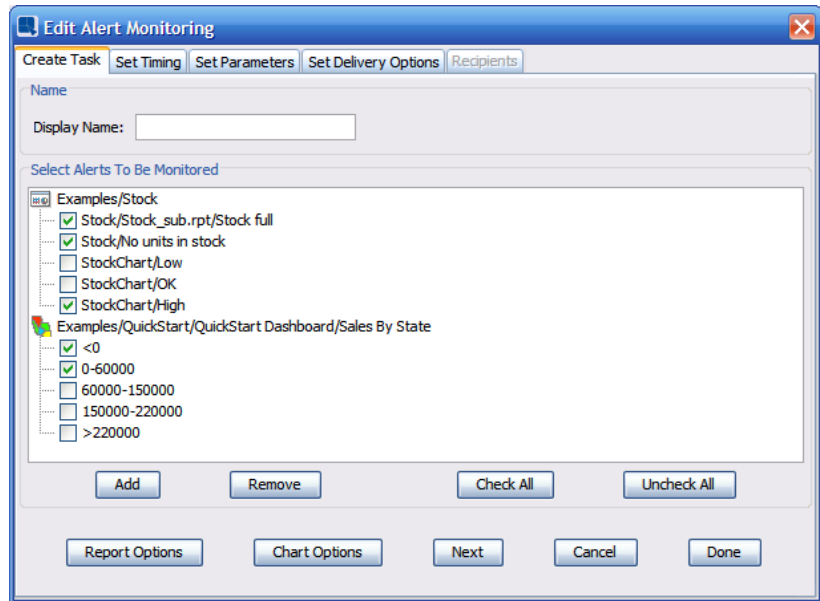 Edit Alert Monitoring
Create Task Set Timing Set Parameters Set Delivery Options Recipients
Name
Display Name:
Select Alerts To Be Monitored
Examples/Stock
Stock/Stock_sub.rpt/Stock full
Stock/No units in stock
StockChart/Low
StockChart/OK
StockChart/High
Examples/QuickStart/QuickStart Dashboard/Sales By State
<0
0-60000
60000-150000
150000-220000
>220000
Add Remove Check All Uncheck All
Report Options Chart Options Next Cancel Done